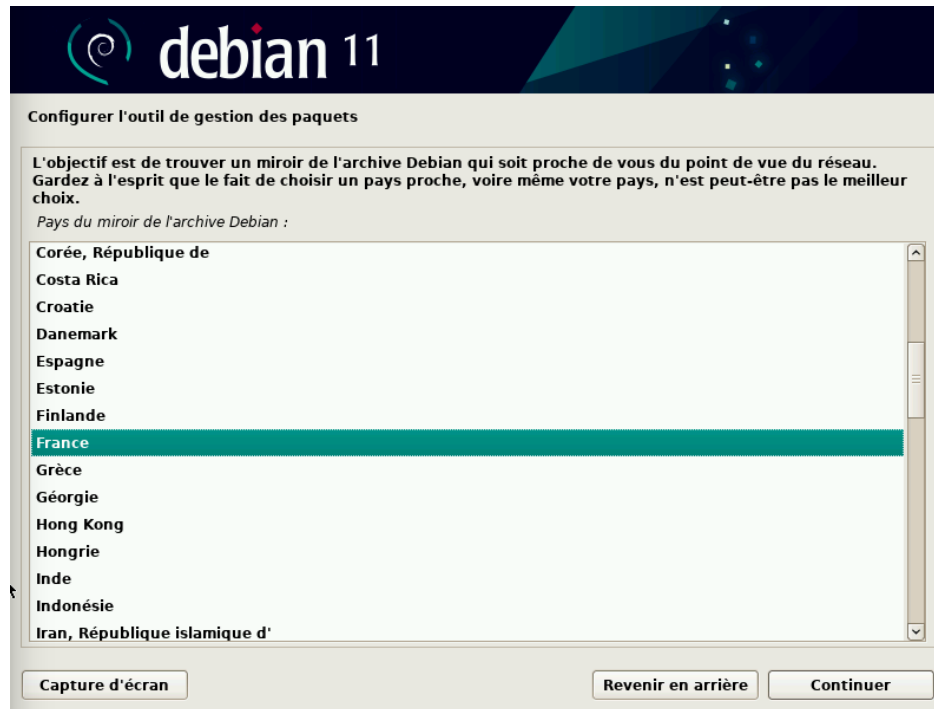 debian 11
Configurer l'outil de gestion des paquets
L'objectif est de trouver un miroir de l'archive Debian qui soit proche de vous du point de vue du réseau.
Gardez à l'esprit que le fait de choisir un pays proche, voire même votre pays, n'est peut-être pas le meilleur
choix.
Pays du miroir de l'archive Debian :
Corée, République de
Costa Rica
Croatie
Danemark
Espagne
Estonie
Finlande
France
Grèce
Géorgie
Hong Kong
Hongrie
Inde
Indonésie
Iran, République islamique d'
Capture d'écran
Revenir en arrière
Continuer